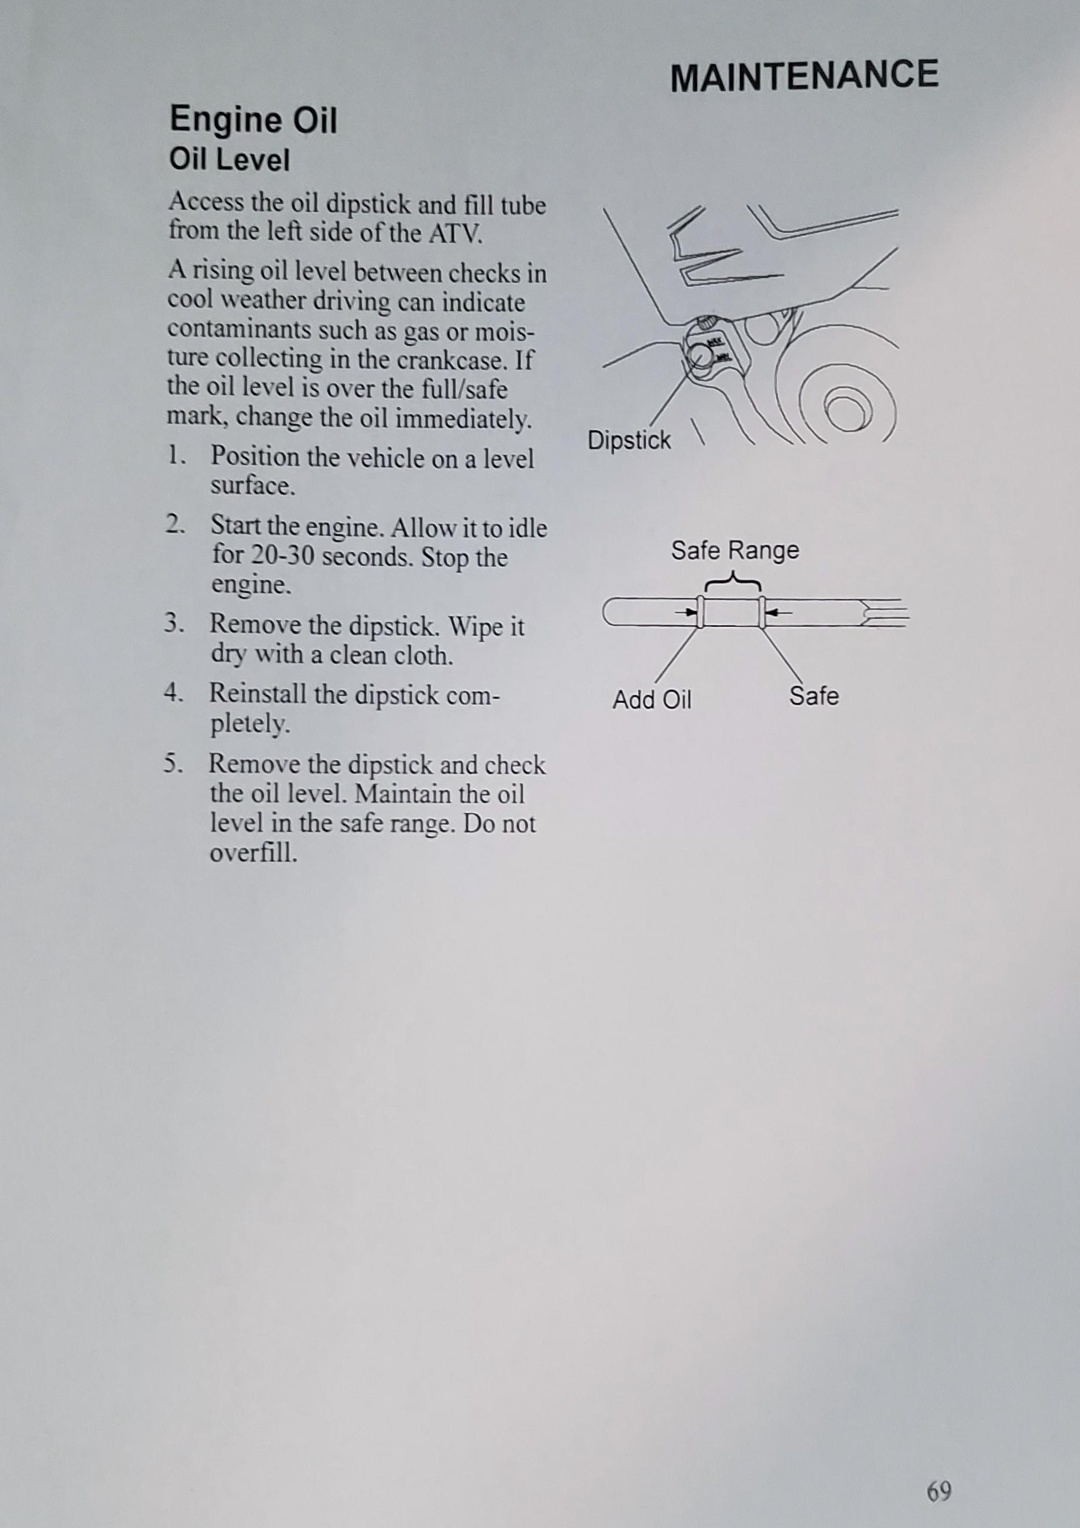 MAINTENANCE
Engine Oil
Oil Level
Access the oil dipstick and fill tube
from the left side of the ATV.
A rising oil level between checks in
cool weather driving can indicate
contaminants such as gas or mois-
ture collecting in the crankcase. If
the oil level is over the full/safe
mark, change the oil immediately.
1. Position the vehicle on a level
surface.
2. Start the engine. Allow it to idle
for 20-30 seconds. Stop the
engine.
3. Remove the dipstick. Wipe it
dry with a clean cloth.
4. Reinstall the dipstick com-
pletely.
5. Remove the dipstick and check
the oil level. Maintain the oil
level in the safe range. Do not
overfill.
Dipstick
Safe Range
Add Oil
Safe
69